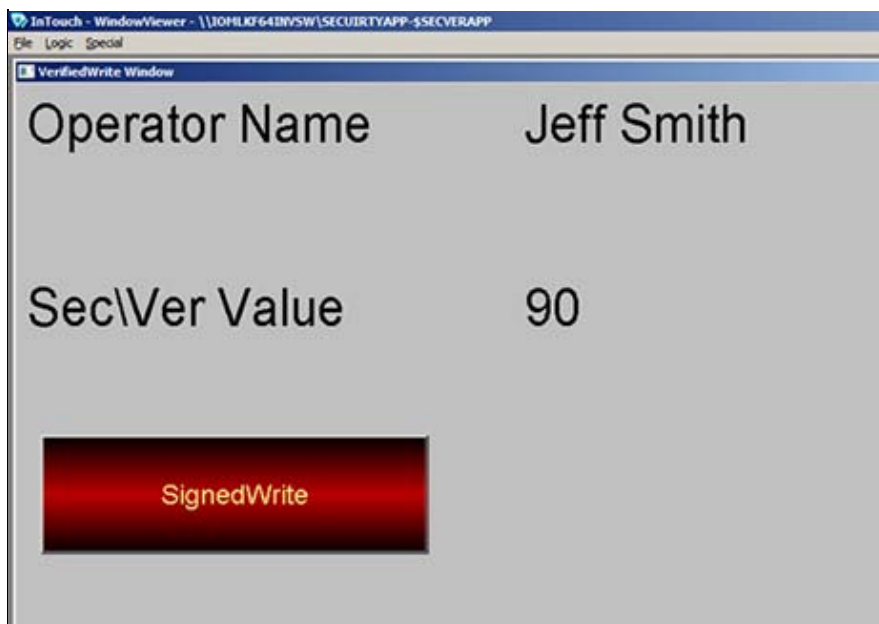 InTouch - WindowViewer - \\IOMLKF64INVSW\SECUIRTYAPP-$SECVERAPP
File Logic Special
VerifiedWrite Window
Operator Name Jeff Smith
Sec\Ver Value 90
SignedWrite